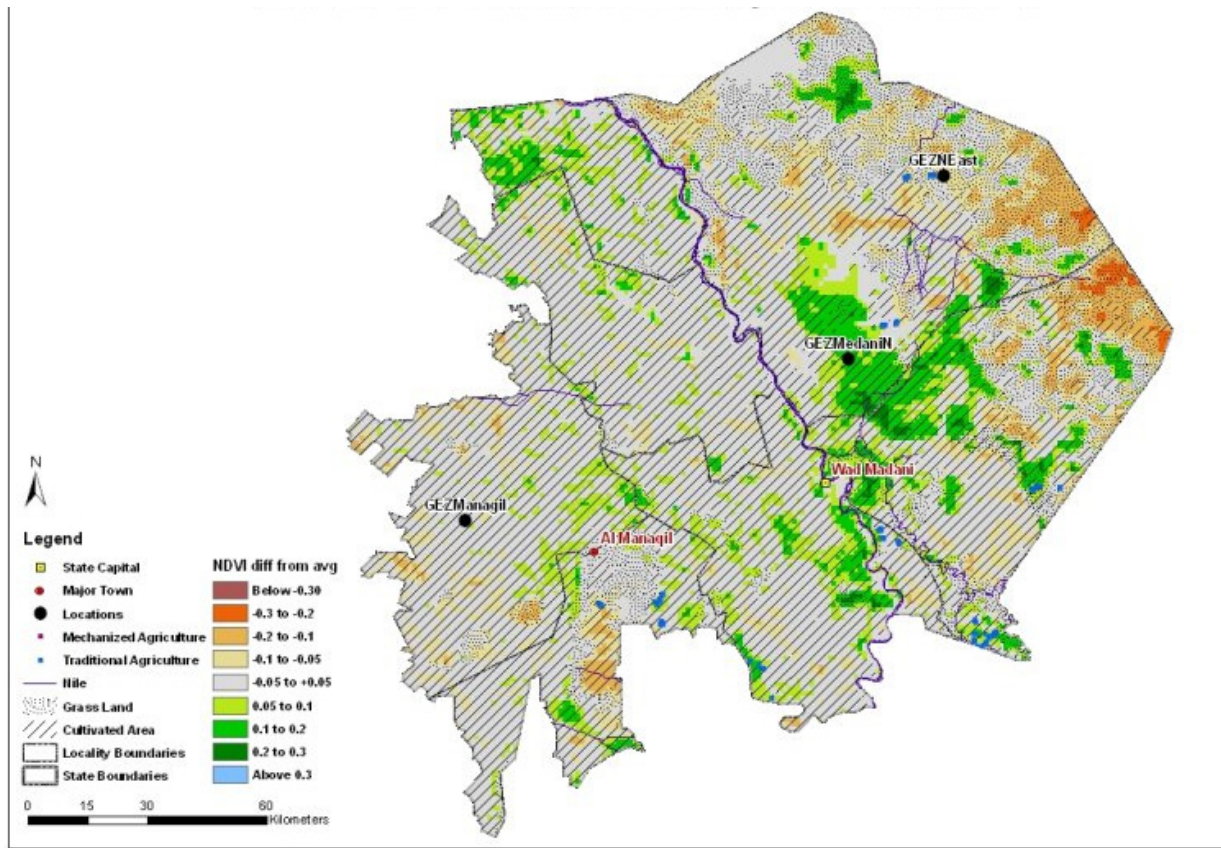 GEZNEast
GEZMedaniN
Wad Madani
GEZManagil
Al Manaqil
N
Legend
State Capital
Major Town
Locations
Mechanized Agriculture
Traditional Agriculture
Nile
Grass Land
Cultivated Area
Locality Boundaries
State Boundaries
NDVI diff from avg
Below -0.30
-0.3 to -0.2
-0.2 to -0.1
-0.1 to -0.05
-0.05 to +0.05
0.05 to 0.1
0.1 to 0.2
0.2 to 0.3
Above 0.3
0 15 30 60
Kilometers